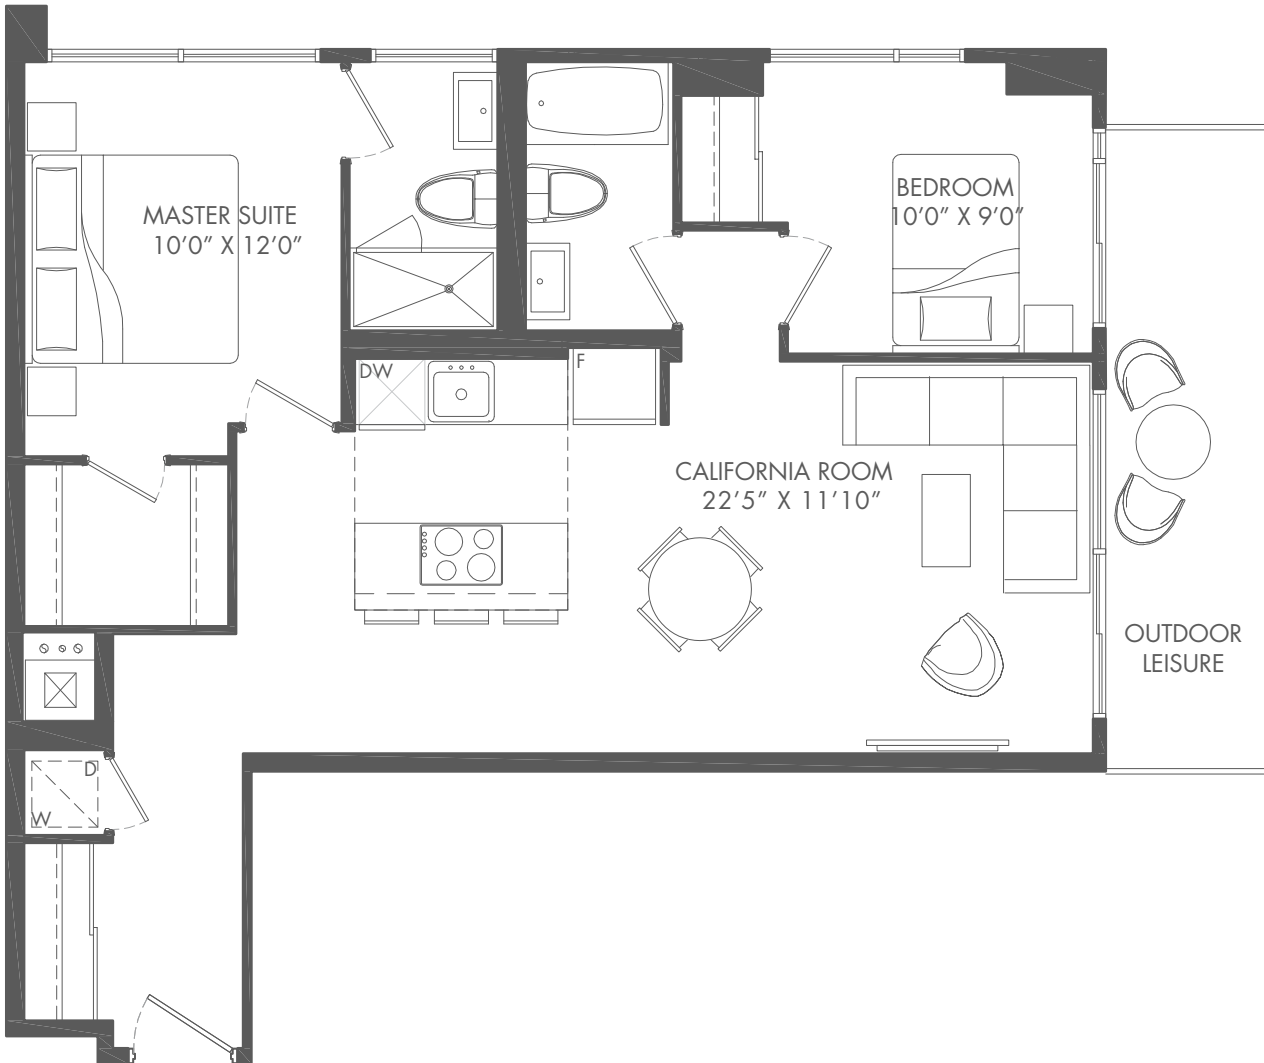 MASTER SUITE
10’0” X 12’0”
BEDROOM
10’0” X 9’0”
DW
F
CALIFORNIA ROOM
22’5” X 11’10”
OUTDOOR
LEISURE
D
W